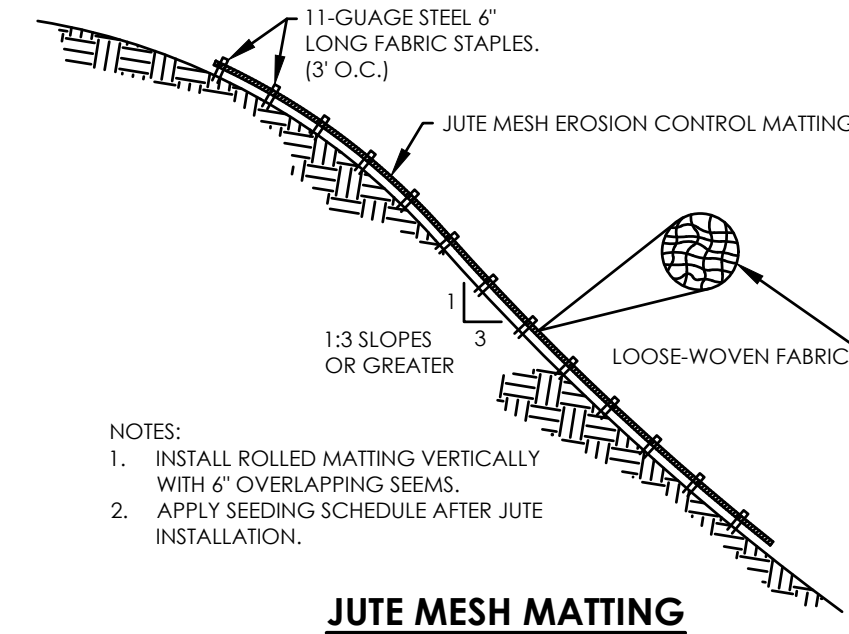 11-GUAGE STEEL 6"
LONG FABRIC STAPLES.
(3' O.C.)
JUTE MESH EROSION CONTROL MATTING
1
3
1:3 SLOPES
OR GREATER
LOOSE-WOVEN FABRIC
NOTES:
1. INSTALL ROLLED MATTING VERTICALLY
WITH 6" OVERLAPPING SEEMS.
2. APPLY SEEDING SCHEDULE AFTER JUTE
INSTALLATION.
JUTE MESH MATTING